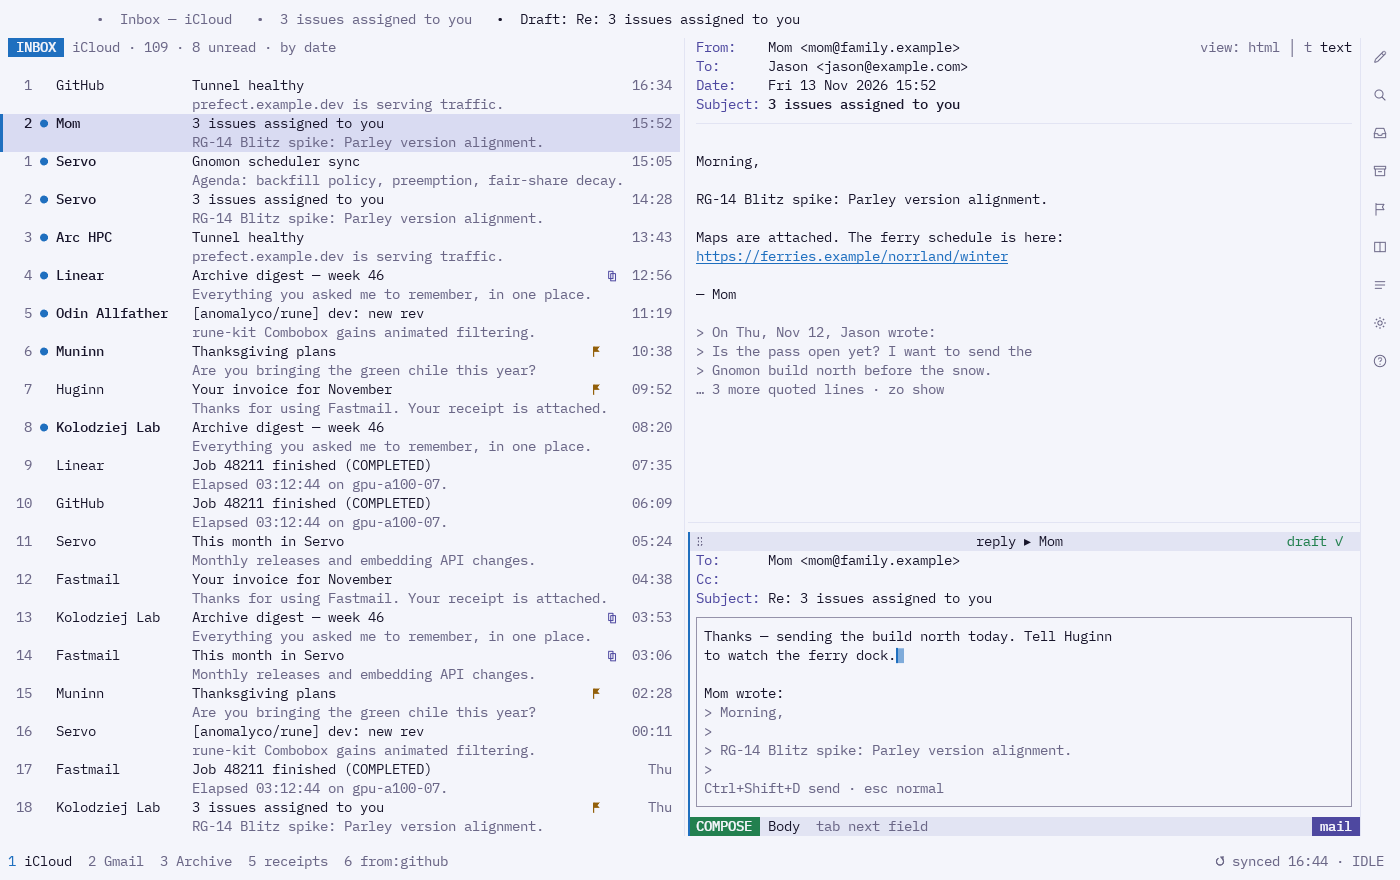 • Inbox — iCloud • 3 issues assigned to you • Draft: Re: 3 issues assigned to you
INBOX iCloud · 109 · 8 unread · by date
1 GitHub Tunnel healthy 16:34
prefect.example.dev is serving traffic.
2 ● Mom 3 issues assigned to you 15:52
RG-14 Blitz spike: Parley version alignment.
1 ● Servo Gnomon scheduler sync 15:05
Agenda: backfill policy, preemption, fair-share decay.
2 ● Servo 3 issues assigned to you 14:28
RG-14 Blitz spike: Parley version alignment.
3 ● Arc HPC Tunnel healthy 13:43
prefect.example.dev is serving traffic.
4 ● Linear Archive digest — week 46 12:56
Everything you asked me to remember, in one place.
5 ● Odin Allfather [anomalyco/rune] dev: new rev 11:19
rune-kit Combobox gains animated filtering.
6 ● Muninn Thanksgiving plans 10:38
Are you bringing the green chile this year?
7 Huginn Your invoice for November 09:52
Thanks for using Fastmail. Your receipt is attached.
8 ● Kolodziej Lab Archive digest — week 46 08:20
Everything you asked me to remember, in one place.
9 Linear Job 48211 finished (COMPLETED) 07:35
Elapsed 03:12:44 on gpu-a100-07.
10 GitHub Job 48211 finished (COMPLETED) 06:09
Elapsed 03:12:44 on gpu-a100-07.
11 Servo This month in Servo 05:24
Monthly releases and embedding API changes.
12 Fastmail Your invoice for November 04:38
Thanks for using Fastmail. Your receipt is attached.
13 Kolodziej Lab Archive digest — week 46 03:53
Everything you asked me to remember, in one place.
14 Fastmail This month in Servo 03:06
Monthly releases and embedding API changes.
15 Muninn Thanksgiving plans 02:28
Are you bringing the green chile this year?
16 Servo [anomalyco/rune] dev: new rev 00:11
rune-kit Combobox gains animated filtering.
17 Fastmail Job 48211 finished (COMPLETED) Thu
Elapsed 03:12:44 on gpu-a100-07.
18 Kolodziej Lab 3 issues assigned to you Thu
RG-14 Blitz spike: Parley version alignment.
From: Mom <mom@family.example> view: html │ t text
To: Jason <jason@example.com>
Date: Fri 13 Nov 2026 15:52
Subject: 3 issues assigned to you
Morning,
RG-14 Blitz spike: Parley version alignment.
Maps are attached. The ferry schedule is here:
https://ferries.example/norrland/winter
— Mom
> On Thu, Nov 12, Jason wrote:
> Is the pass open yet? I want to send the
> Gnomon build north before the snow.
… 3 more quoted lines · zo show
reply ▸ Mom draft ✓
To: Mom <mom@family.example>
Cc:
Subject: Re: 3 issues assigned to you
Thanks — sending the build north today. Tell Huginn
to watch the ferry dock.
Mom wrote:
> Morning,
>
> RG-14 Blitz spike: Parley version alignment.
>
Ctrl+Shift+D send · esc normal
COMPOSE Body tab next field mail
1 iCloud 2 Gmail 3 Archive 5 receipts 6 from:github ↺ synced 16:44 · IDLE